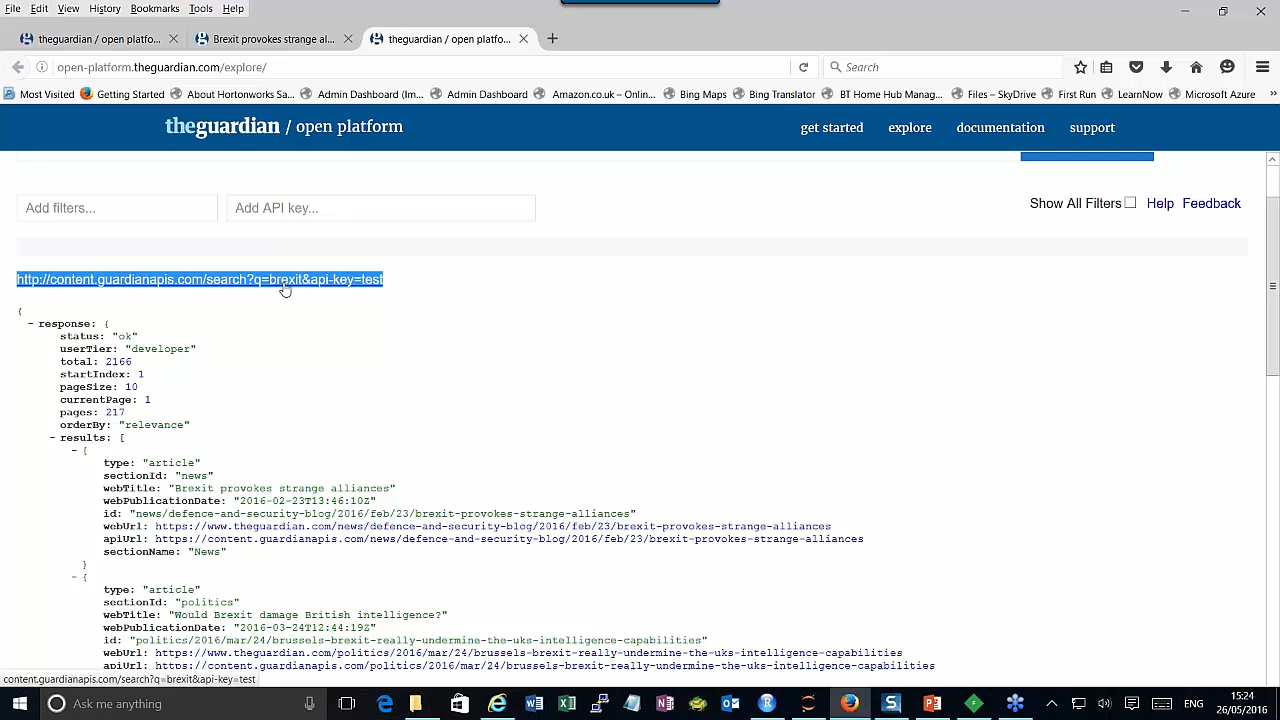 File Edit View History Bookmarks Tools Help
theguardian / open platfo...
Brexit provokes strange al...
theguardian / open platfo...
open-platform.theguardian.com/explore/
Search
Most Visited Getting Started About Hortonworks Sa... Admin Dashboard (Im... Admin Dashboard Amazon.co.uk – Onlin... Bing Maps Bing Translator BT Home Hub Manag... Files – SkyDrive First Run LearnNow Microsoft Azure
theguardian / open platform
get started explore documentation support
Add filters...
Add API key...
Show All Filters Help Feedback
http://content.guardianapis.com/search?q=brexit&api-key=test
{
- response: {
status: "ok"
userTier: "developer"
total: 2166
startIndex: 1
pageSize: 10
currentPage: 1
pages: 217
orderBy: "relevance"
- results: [
- {
type: "article"
sectionId: "news"
webTitle: "Brexit provokes strange alliances"
webPublicationDate: "2016-02-23T13:46:10Z"
id: "news/defence-and-security-blog/2016/feb/23/brexit-provokes-strange-alliances"
webUrl: https://www.theguardian.com/news/defence-and-security-blog/2016/feb/23/brexit-provokes-strange-alliances
apiUrl: https://content.guardianapis.com/news/defence-and-security-blog/2016/feb/23/brexit-provokes-strange-alliances
sectionName: "News"
}
- {
type: "article"
sectionId: "politics"
webTitle: "Would Brexit damage British intelligence?"
webPublicationDate: "2016-03-24T12:44:19Z"
id: "politics/2016/mar/24/brussels-brexit-really-undermine-the-uks-intelligence-capabilities"
webUrl: https://www.theguardian.com/politics/2016/mar/24/brussels-brexit-really-undermine-the-uks-intelligence-capabilities
apiUrl: https://content.guardianapis.com/politics/2016/mar/24/brussels-brexit-really-undermine-the-uks-intelligence-capabilities
content.guardianapis.com/search?q=brexit&api-key=test
Ask me anything
ENG
15:24
26/05/2016